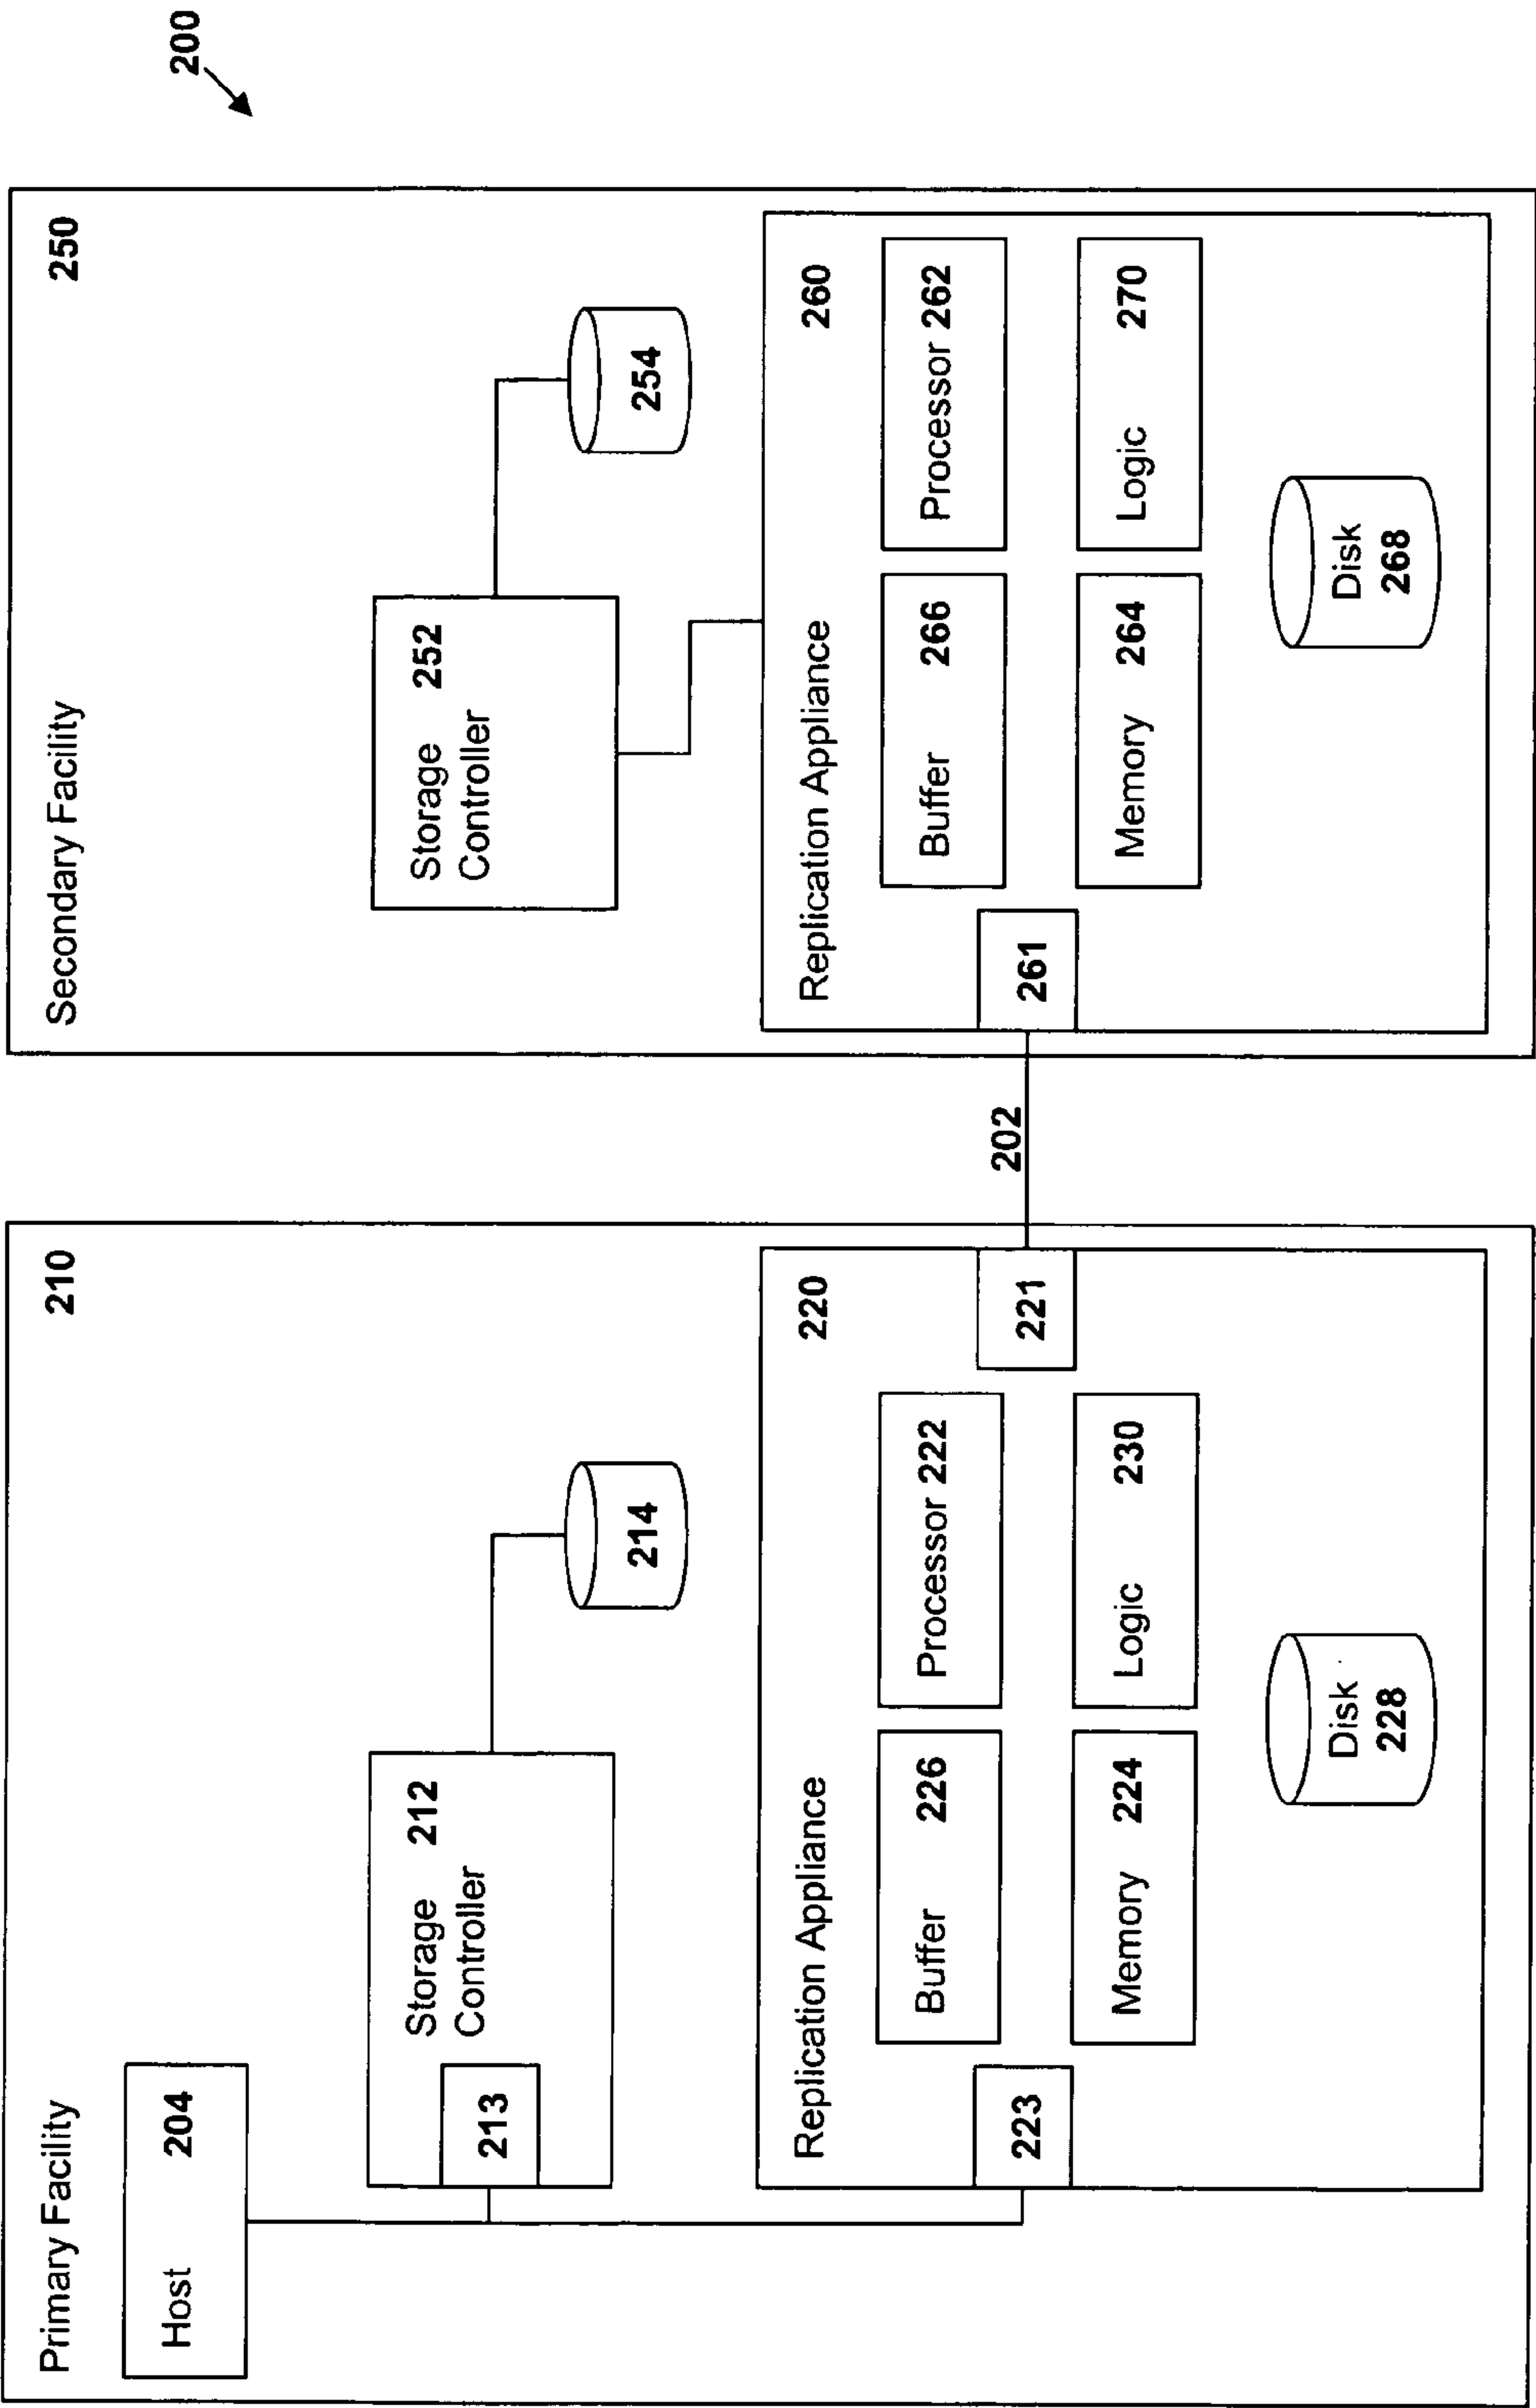 200
Primary Facility 210
Host 204
Storage 212
Controller
213
214
Replication Appliance 220
223
Buffer 226
Processor 222
221
Memory 224
Logic 230
Disk
228
202
Secondary Facility 250
Storage 252
Controller
254
Replication Appliance 260
261
Buffer 266
Processor 262
Memory 264
Logic 270
Disk
268